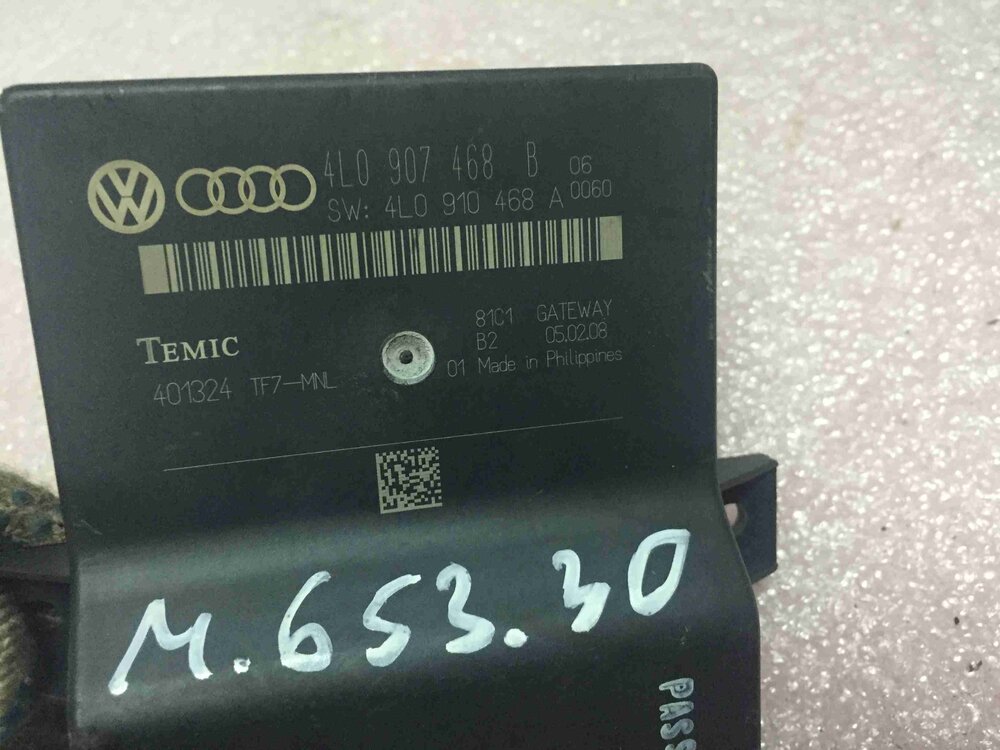 4L0 907 468 B 06
SW: 4L0 910 468 A 0060
TEMIC
81C1 GATEWAY
B2 05.02.08
401324 TF7-MNL
01 Made in Philippines
M.653.30
PASS